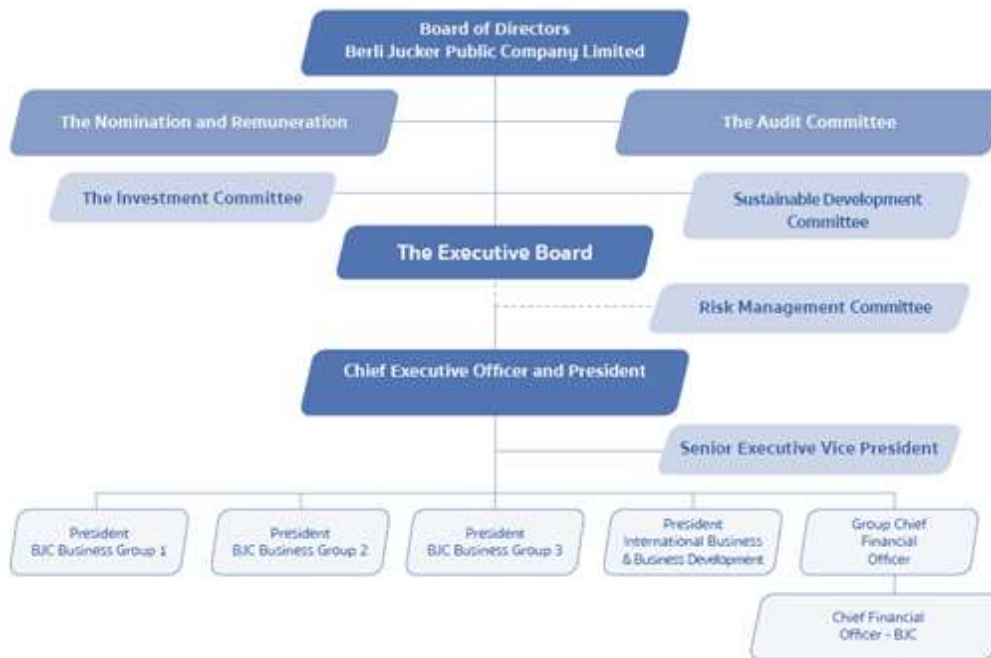 Board of Directors
Berli Jucker Public Company Limited
The Nomination and Remuneration
The Audit Committee
The Investment Committee
Sustainable Development
Committee
The Executive Board
Risk Management Committee
Chief Executive Officer and President
Senior Executive Vice President
President
BJC Business Group 1
President
BJC Business Group 2
President
BJC Business Group 3
President
International Business
& Business Development
Group Chief
Financial
Officer
Chief Financial
Officer - BJC